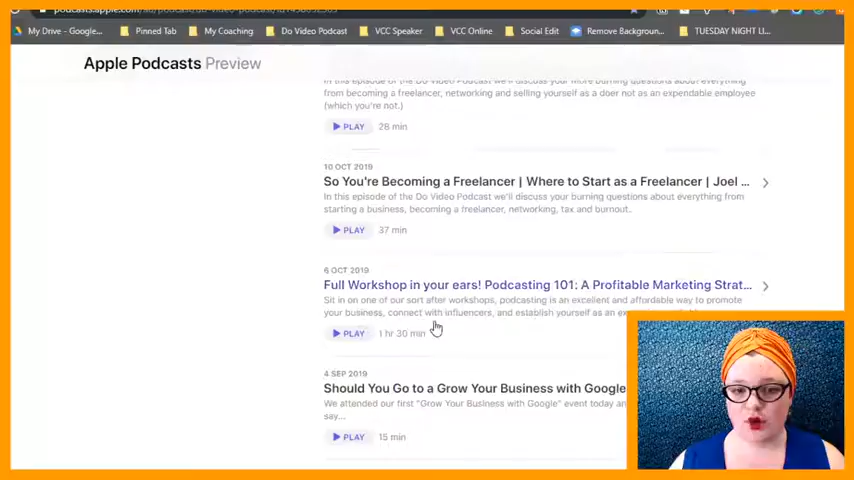 My Drive - Google... Pinned Tab My Coaching Do Video Podcast VCC Speaker VCC Online Social Edit Remove Backgroun... TUESDAY NIGHT LI...
Apple Podcasts Preview
In this episode of the Do Video Podcast we'll discuss your more burning questions about everything
from becoming a freelancer, networking and selling yourself as a doer not as an expendable employee
(which you're not.)
PLAY 28 min
10 OCT 2019
So You're Becoming a Freelancer | Where to Start as a Freelancer | Joel ...
In this episode of the Do Video Podcast we'll discuss your burning questions about everything from
starting a business, becoming a freelancer, networking, tax and burnout.
PLAY 37 min
6 OCT 2019
Full Workshop in your ears! Podcasting 101: A Profitable Marketing Strat...
Sit in on one of our sort after workshops, podcasting is an excellent and affordable way to promote
your business, connect with influencers, and establish yourself as an
PLAY 1 hr 30 min
4 SEP 2019
Should You Go to a Grow Your Business with Google
We attended our first "Grow Your Business with Google" event today an
say...
PLAY 15 min